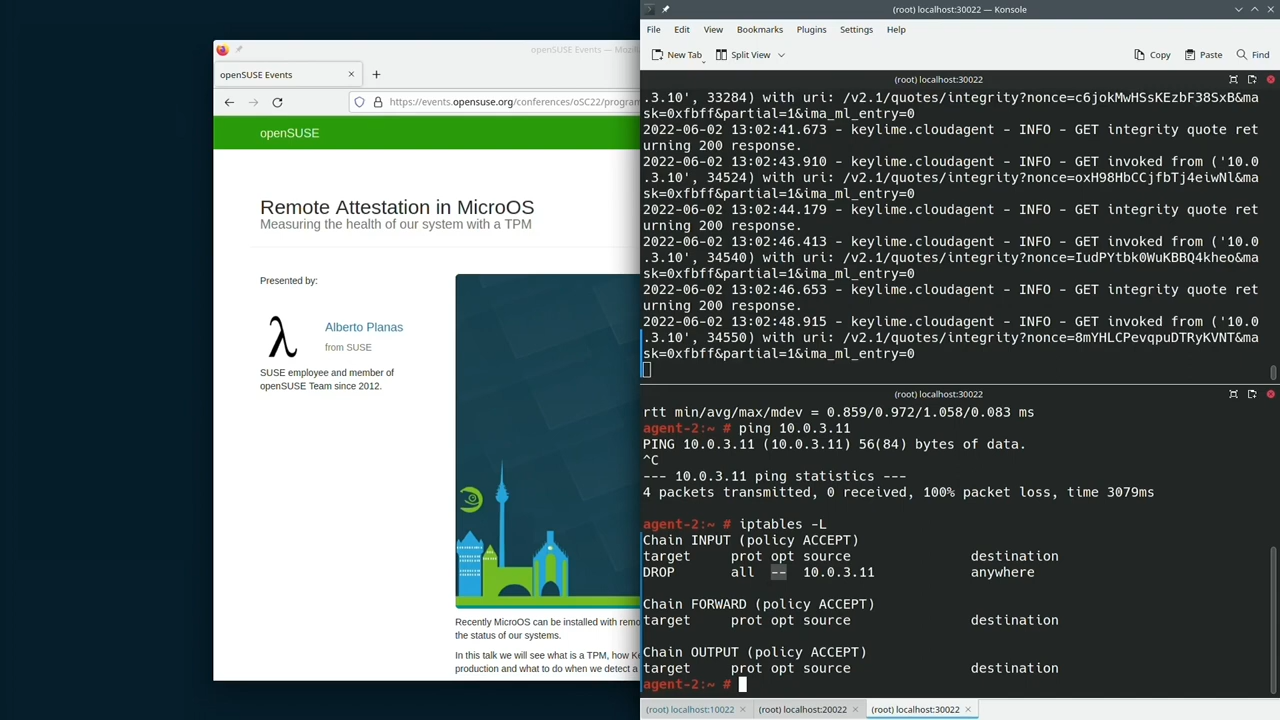 openSUSE Events — Mozil
openSUSE Events
https://events.opensuse.org/conferences/oSC22/program
openSUSE
Remote Attestation in MicroOS
Measuring the health of our system with a TPM
Presented by:
λ
Alberto Planas
from SUSE
SUSE employee and member of
openSUSE Team since 2012.
Recently MicroOS can be installed with remo
the status of our systems.
In this talk we will see what is a TPM, how Ke
production and what to do when we detect a
(root) localhost:30022 — Konsole
File Edit View Bookmarks Plugins Settings Help
New Tab Split View Copy Paste Find
(root) localhost:30022
.3.10', 33284) with uri: /v2.1/quotes/integrity?nonce=c6jokMwHSsKEzbF38SxB&ma
sk=0xfbff&partial=1&ima_ml_entry=0
2022-06-02 13:02:41.673 - keylime.cloudagent - INFO - GET integrity quote ret
urning 200 response.
2022-06-02 13:02:43.910 - keylime.cloudagent - INFO - GET invoked from ('10.0
.3.10', 34524) with uri: /v2.1/quotes/integrity?nonce=oxH98HbCCjfbTj4eiwNl&ma
sk=0xfbff&partial=1&ima_ml_entry=0
2022-06-02 13:02:44.179 - keylime.cloudagent - INFO - GET integrity quote ret
urning 200 response.
2022-06-02 13:02:46.413 - keylime.cloudagent - INFO - GET invoked from ('10.0
.3.10', 34540) with uri: /v2.1/quotes/integrity?nonce=IudPYtbk0WuKBBQ4kheo&ma
sk=0xfbff&partial=1&ima_ml_entry=0
2022-06-02 13:02:46.653 - keylime.cloudagent - INFO - GET integrity quote ret
urning 200 response.
2022-06-02 13:02:48.915 - keylime.cloudagent - INFO - GET invoked from ('10.0
.3.10', 34550) with uri: /v2.1/quotes/integrity?nonce=8mYHLCPevqpuDTRyKVNT&ma
sk=0xfbff&partial=1&ima_ml_entry=0
(root) localhost:30022
rtt min/avg/max/mdev = 0.859/0.972/1.058/0.083 ms
agent-2:~ # ping 10.0.3.11
PING 10.0.3.11 (10.0.3.11) 56(84) bytes of data.
^C
--- 10.0.3.11 ping statistics ---
4 packets transmitted, 0 received, 100% packet loss, time 3079ms
agent-2:~ # iptables -L
Chain INPUT (policy ACCEPT)
target prot opt source destination
DROP all -- 10.0.3.11 anywhere
Chain FORWARD (policy ACCEPT)
target prot opt source destination
Chain OUTPUT (policy ACCEPT)
target prot opt source destination
agent-2:~ #
(root) localhost:10022 (root) localhost:20022 (root) localhost:30022